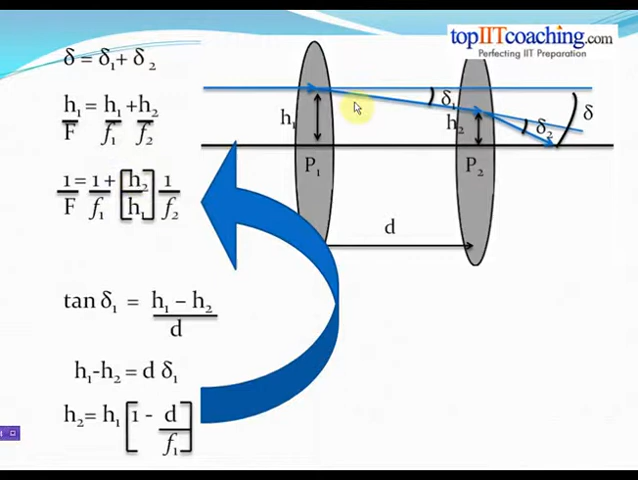 topIITcoaching.com
Perfecting IIT Preparation
δ = δ₁+ δ ₂
h₁ = h₁ + h₂
F f₁ f₂
1 = 1 + [h₂] 1
F f₁ [h₁] f₂
tan δ₁ = h₁ – h₂
d
h₁-h₂ = d δ₁
h₂= h₁ [1 - d]
f₁
h₁
δ₁
h₂
δ₂
δ
P₁
P₂
d